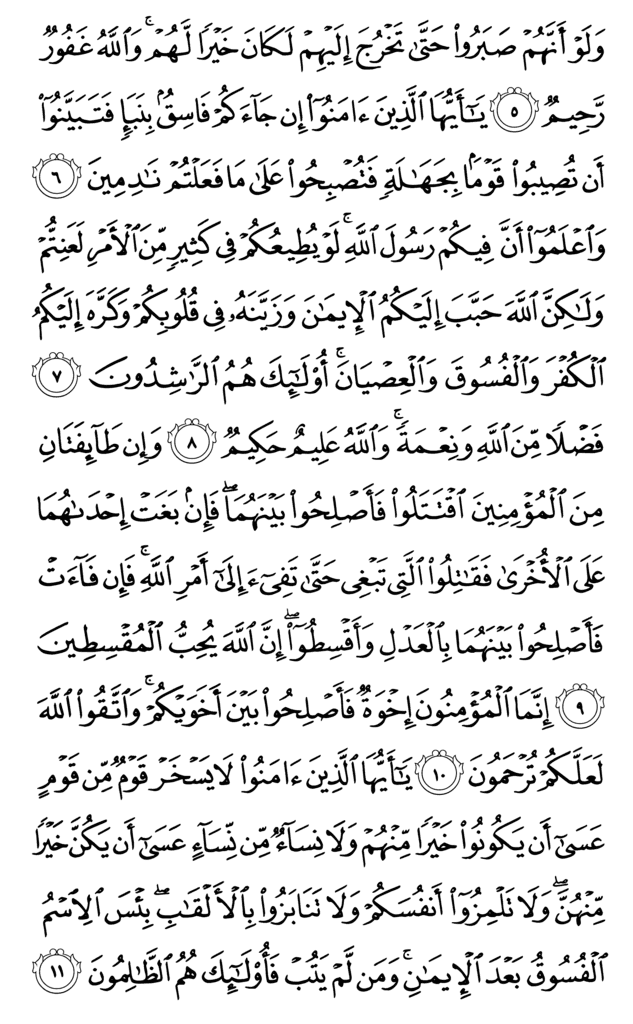 وَلَوْ أَنَّهُمْ صَبَرُوا۟ حَتَّىٰ تَخْرُجَ إِلَيْهِمْ لَكَانَ خَيْرًا لَّهُمْ ۚ وَٱللَّهُ غَفُورٌ
رَّحِيمٌ ٥ يَـٰٓأَيُّهَا ٱلَّذِينَ ءَامَنُوٓا۟ إِن جَآءَكُمْ فَاسِقٌۢ بِنَبَإٍ فَتَبَيَّنُوٓا۟
أَن تُصِيبُوا۟ قَوْمًۢا بِجَهَـٰلَةٍ فَتُصْبِحُوا۟ عَلَىٰ مَا فَعَلْتُمْ نَـٰدِمِينَ ٦
وَٱعْلَمُوٓا۟ أَنَّ فِيكُمْ رَسُولَ ٱللَّهِ ۚ لَوْ يُطِيعُكُمْ فِى كَثِيرٍ مِّنَ ٱلْأَمْرِ لَعَنِتُّمْ
وَلَـٰكِنَّ ٱللَّهَ حَبَّبَ إِلَيْكُمُ ٱلْإِيمَـٰنَ وَزَيَّنَهُۥ فِى قُلُوبِكُمْ وَكَرَّهَ إِلَيْكُمُ
ٱلْكُفْرَ وَٱلْفُسُوقَ وَٱلْعِصْيَانَ ۚ أُو۟لَـٰٓئِكَ هُمُ ٱلرَّٰشِدُونَ ٧
فَضْلًا مِّنَ ٱللَّهِ وَنِعْمَةً ۚ وَٱللَّهُ عَلِيمٌ حَكِيمٌ ٨ وَإِن طَآئِفَتَانِ
مِنَ ٱلْمُؤْمِنِينَ ٱقْتَتَلُوا۟ فَأَصْلِحُوا۟ بَيْنَهُمَا ۖ فَإِنۢ بَغَتْ إِحْدَىٰهُمَا
عَلَى ٱلْأُخْرَىٰ فَقَـٰتِلُوا۟ ٱلَّتِى تَبْغِى حَتَّىٰ تَفِىٓءَ إِلَىٰٓ أَمْرِ ٱللَّهِ ۚ فَإِن فَآءَتْ
فَأَصْلِحُوا۟ بَيْنَهُمَا بِٱلْعَدْلِ وَأَقْسِطُوٓا۟ ۖ إِنَّ ٱللَّهَ يُحِبُّ ٱلْمُقْسِطِينَ
٩ إِنَّمَا ٱلْمُؤْمِنُونَ إِخْوَةٌ فَأَصْلِحُوا۟ بَيْنَ أَخَوَيْكُمْ ۚ وَٱتَّقُوا۟ ٱللَّهَ
لَعَلَّكُمْ تُرْحَمُونَ ١٠ يَـٰٓأَيُّهَا ٱلَّذِينَ ءَامَنُوا۟ لَا يَسْخَرْ قَوْمٌ مِّن قَوْمٍ
عَسَىٰٓ أَن يَكُونُوا۟ خَيْرًا مِّنْهُمْ وَلَا نِسَآءٌ مِّن نِّسَآءٍ عَسَىٰٓ أَن يَكُنَّ خَيْرًا
مِّنْهُنَّ ۖ وَلَا تَلْمِزُوٓا۟ أَنفُسَكُمْ وَلَا تَنَابَزُوا۟ بِٱلْأَلْقَـٰبِ ۖ بِئْسَ ٱلِٱسْمُ
ٱلْفُسُوقُ بَعْدَ ٱلْإِيمَـٰنِ ۚ وَمَن لَّمْ يَتُبْ فَأُو۟لَـٰٓئِكَ هُمُ ٱلظَّـٰلِمُونَ ١١